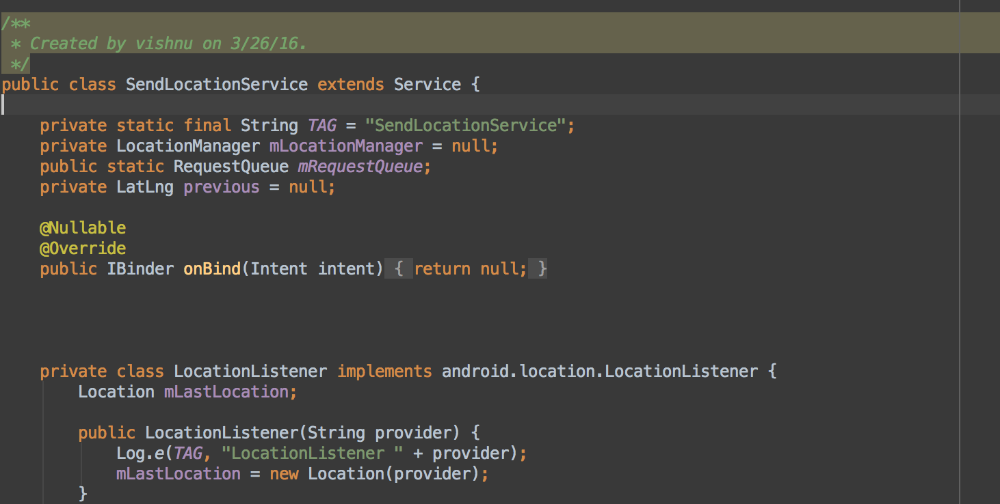 /**
 * Created by vishnu on 3/26/16.
 */
public class SendLocationService extends Service {
    private static final String TAG = "SendLocationService";
    private LocationManager mLocationManager = null;
    public static RequestQueue mRequestQueue;
    private LatLng previous = null;
    @Nullable
    @Override
    public IBinder onBind(Intent intent) { return null; }
    private class LocationListener implements android.location.LocationListener {
        Location mLastLocation;
        public LocationListener(String provider) {
            Log.e(TAG, "LocationListener " + provider);
            mLastLocation = new Location(provider);
        }